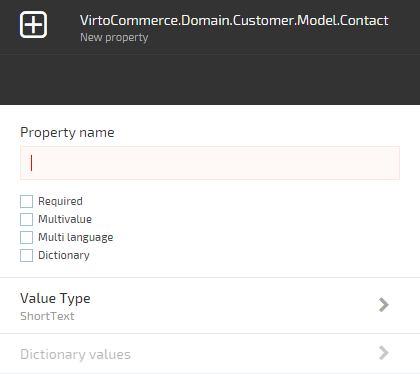 VirtoCommerce.Domain.Customer.Model.Contact
New property
Property name
Required
Multivalue
Multi language
Dictionary
Value Type
ShortText
Dictionary values